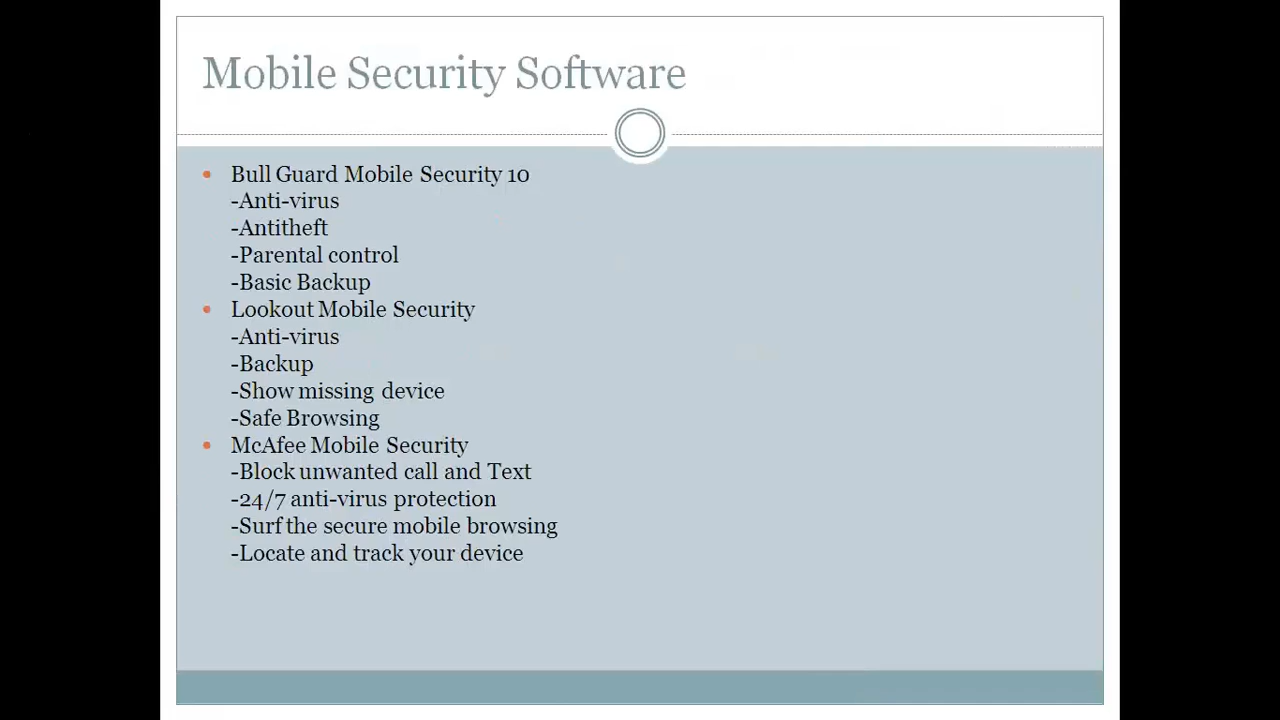 Mobile Security Software
• Bull Guard Mobile Security 10
-Anti-virus
-Antitheft
-Parental control
-Basic Backup
• Lookout Mobile Security
-Anti-virus
-Backup
-Show missing device
-Safe Browsing
• McAfee Mobile Security
-Block unwanted call and Text
-24/7 anti-virus protection
-Surf the secure mobile browsing
-Locate and track your device